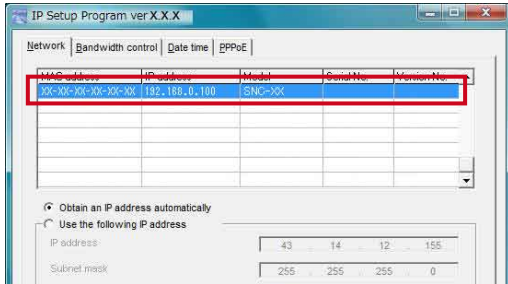 IP Setup Program ver X.X.X
Network Bandwidth control Date time PPPoE
MAC address IP address Model Serial No. Version No.
XX-XX-XX-XX-XX-XX 192.168.0.100 SNC-XX
Obtain an IP address automatically
Use the following IP address
IP address 43 . 14 . 12 . 155
Subnet mask 255 . 255 . 255 . 0